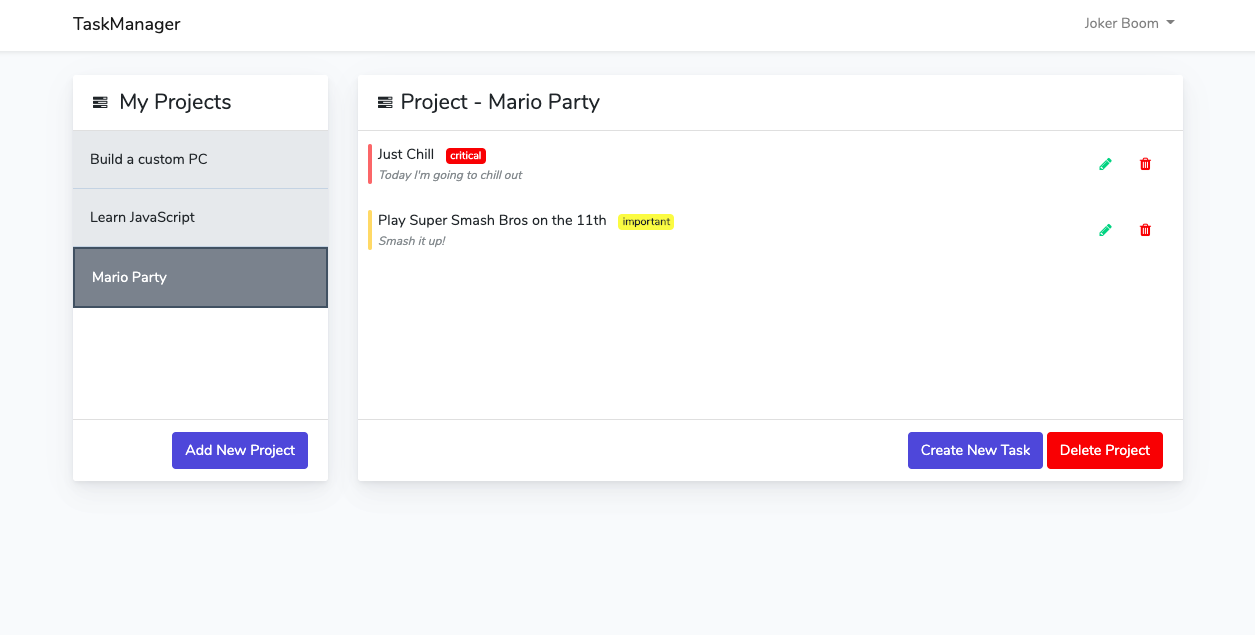 TaskManager
Joker Boom
My Projects
Build a custom PC
Learn JavaScript
Mario Party
Add New Project
Project - Mario Party
Just Chill critical
Today I'm going to chill out
Play Super Smash Bros on the 11th important
Smash it up!
Create New Task
Delete Project